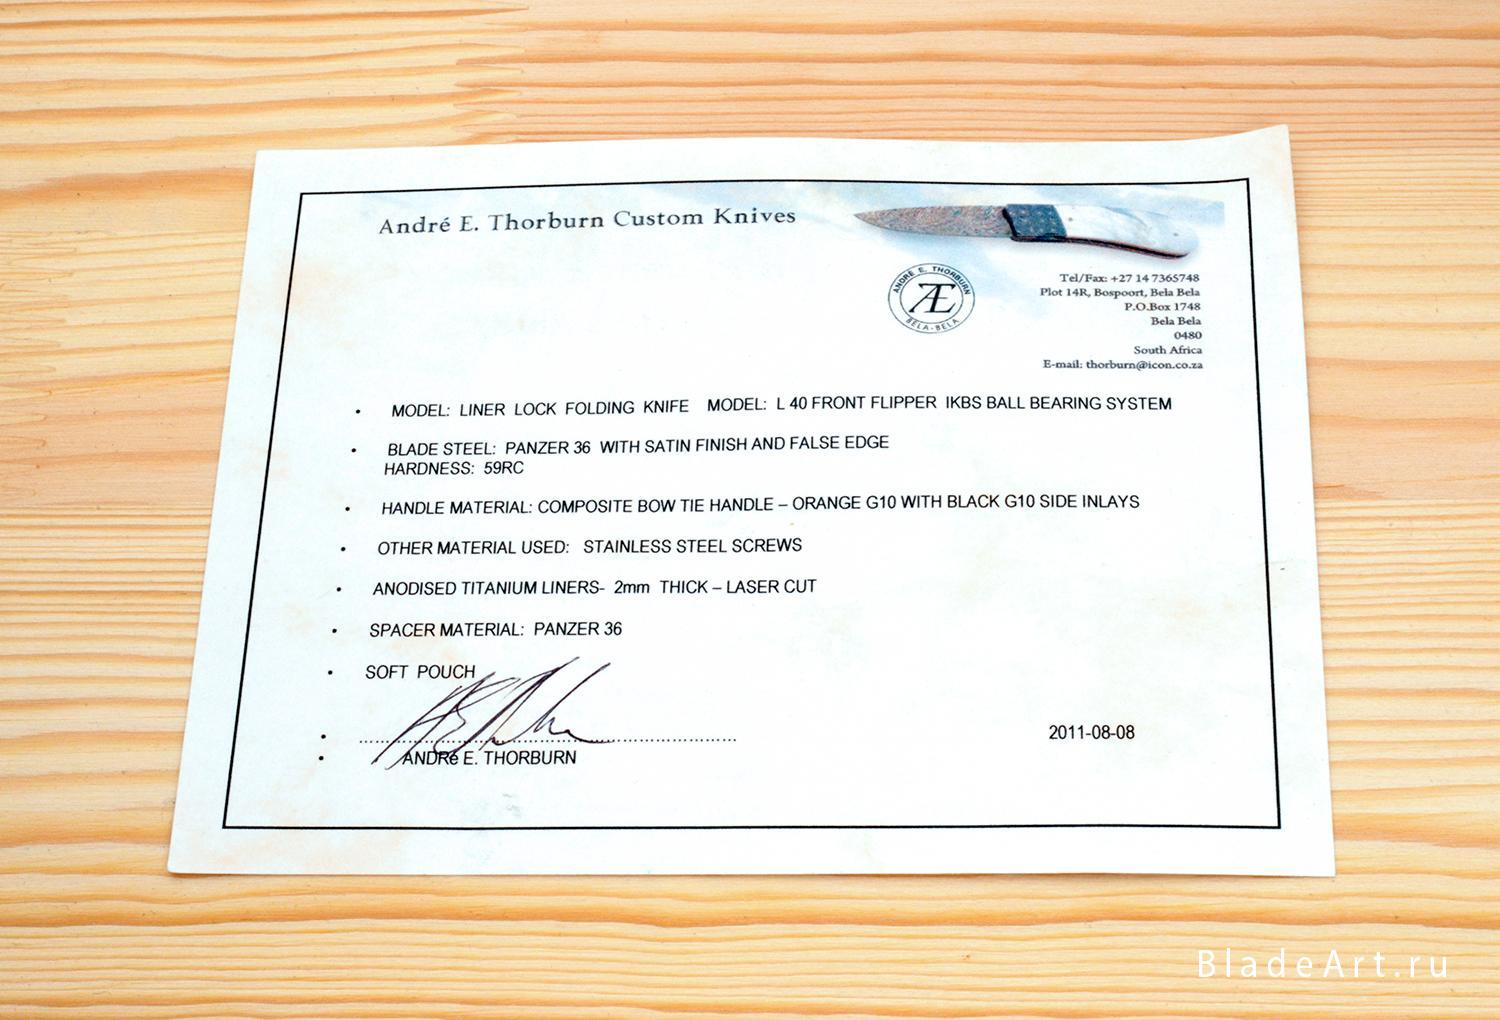 André E. Thorburn Custom Knives
ANDRE E. THORBURN
Æ
BELA-BELA
Tel/Fax: +27 14 7365748
Plot 14R, Bospoort, Bela Bela
P.O.Box 1748
Bela Bela
0480
South Africa
E-mail: thorburn@icon.co.za
• MODEL: LINER LOCK FOLDING KNIFE MODEL: L 40 FRONT FLIPPER IKBS BALL BEARING SYSTEM
• BLADE STEEL: PANZER 36 WITH SATIN FINISH AND FALSE EDGE
HARDNESS: 59RC
• HANDLE MATERIAL: COMPOSITE BOW TIE HANDLE – ORANGE G10 WITH BLACK G10 SIDE INLAYS
• OTHER MATERIAL USED: STAINLESS STEEL SCREWS
• ANODISED TITANIUM LINERS- 2mm THICK – LASER CUT
• SPACER MATERIAL: PANZER 36
• SOFT POUCH
2011-08-08
• ANDRé E. THORBURN
BladeArt.ru